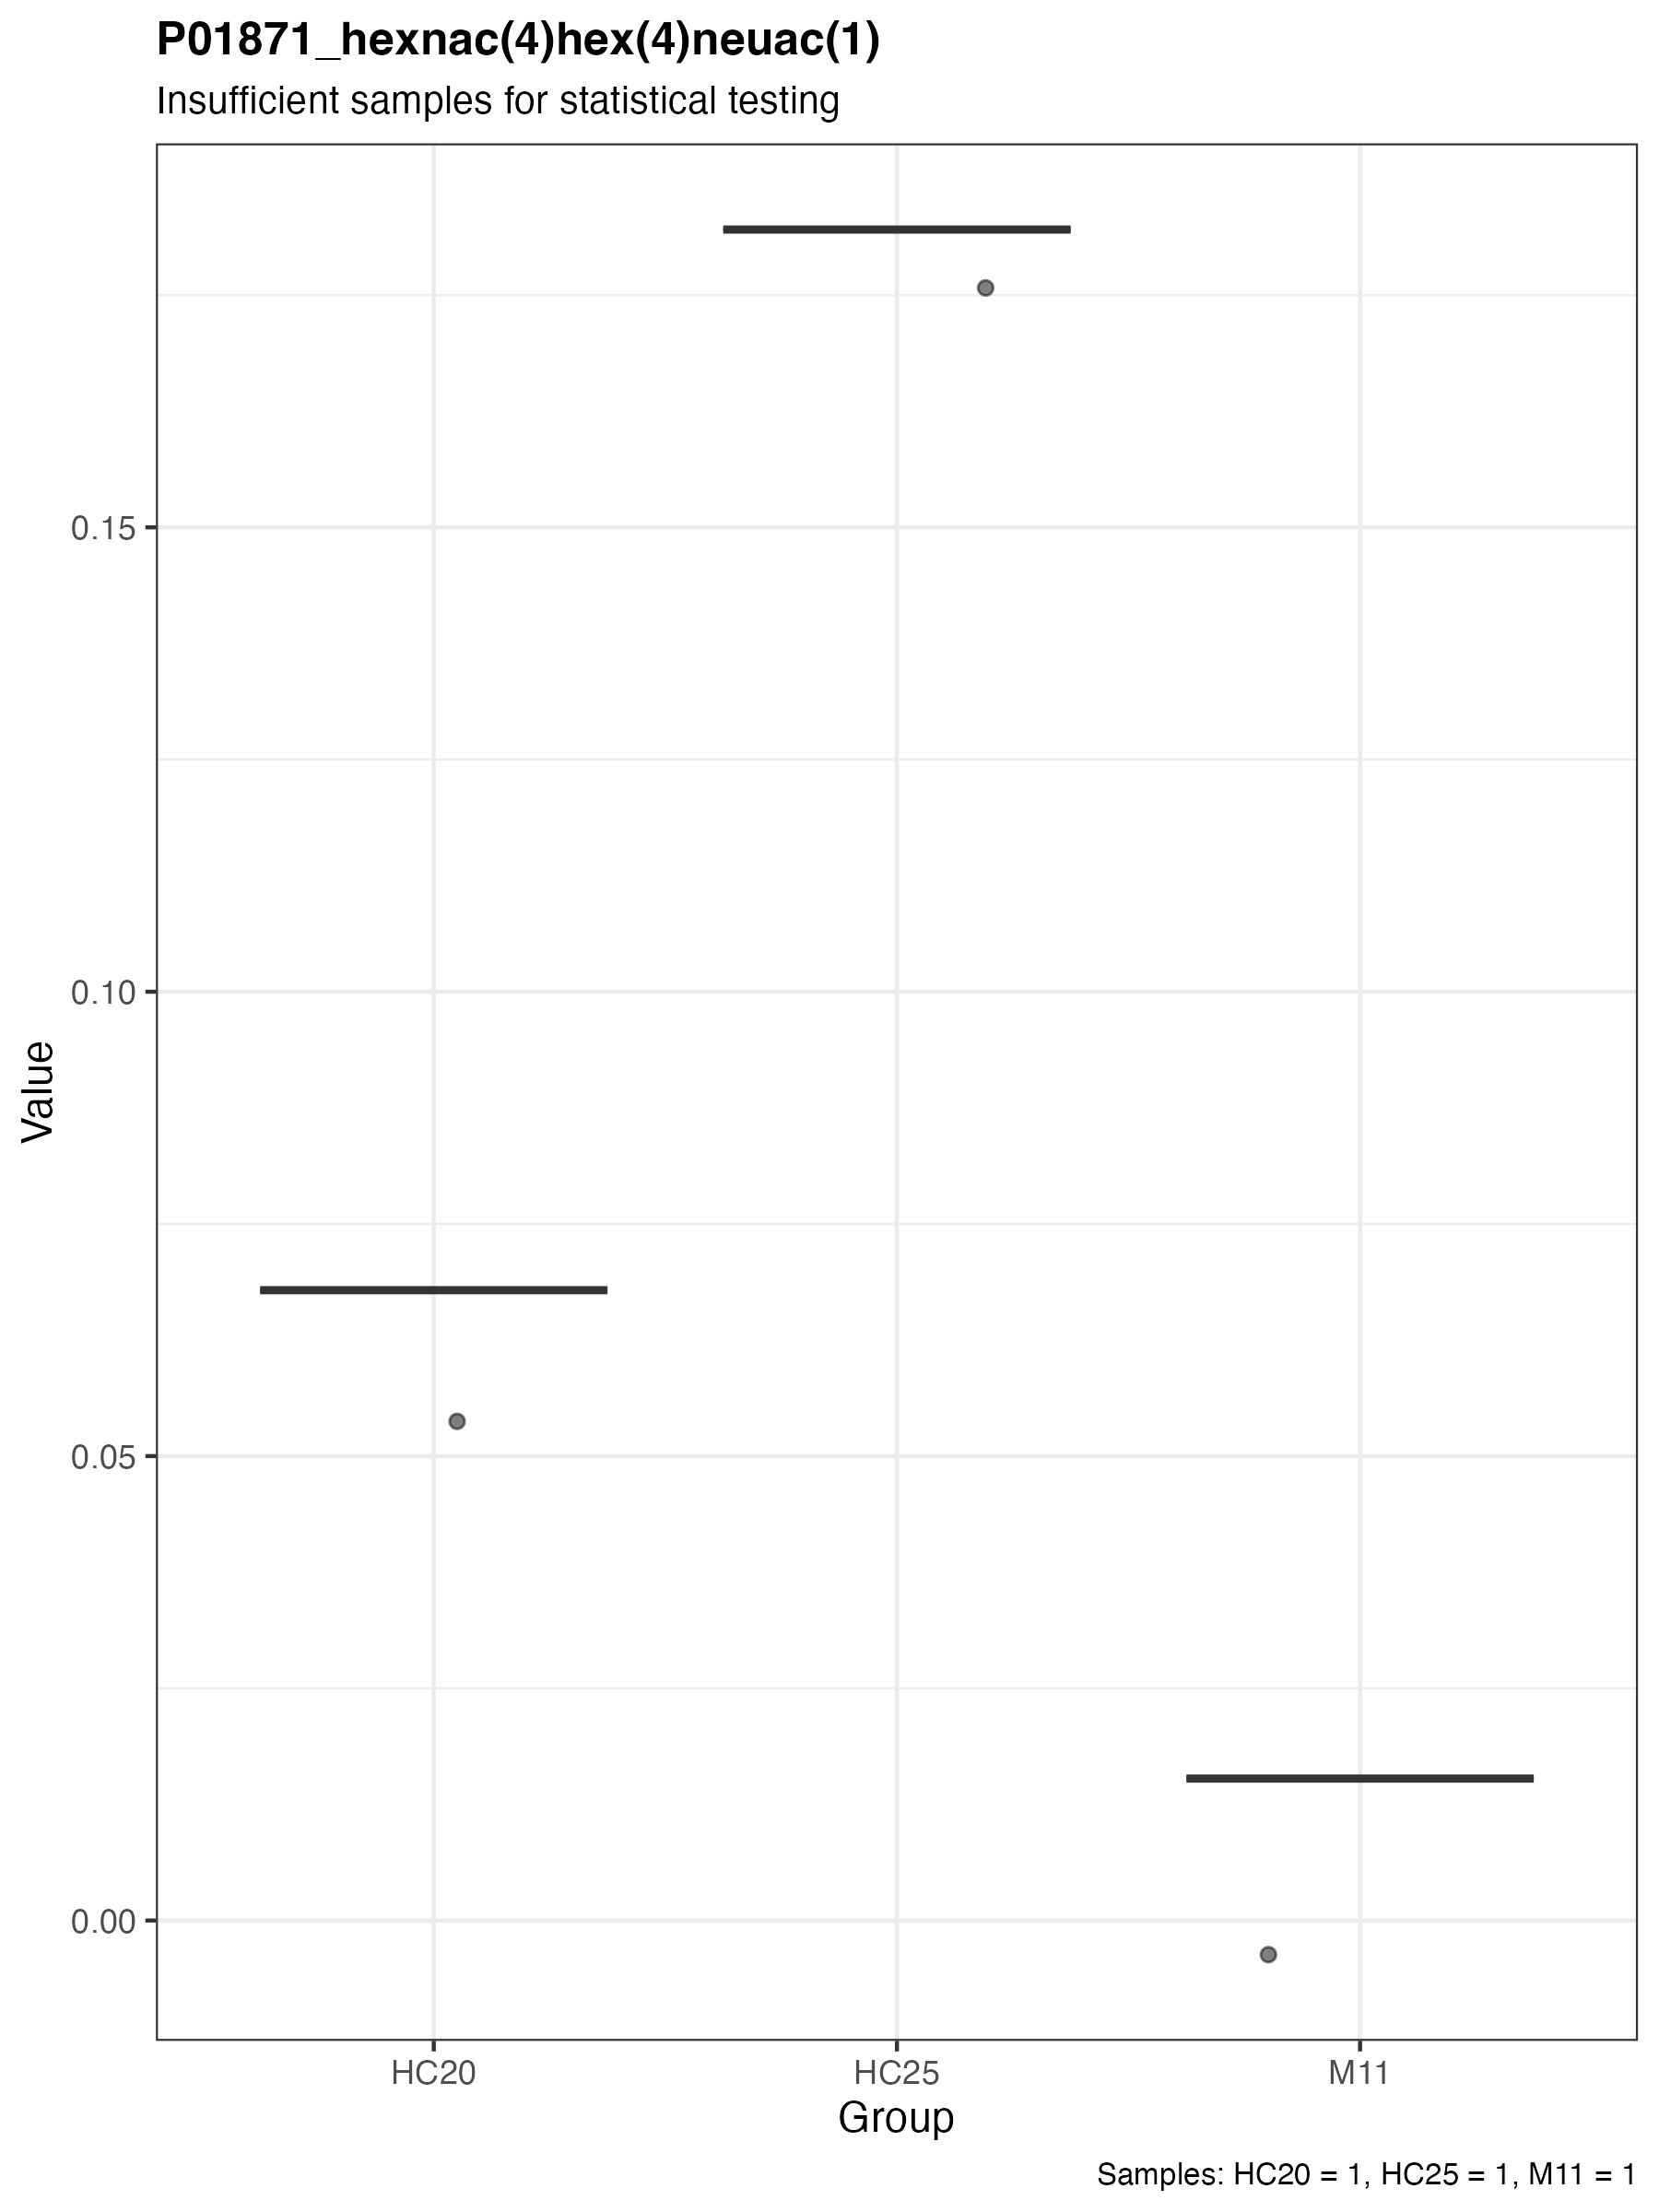 P01871_hexnac(4)hex(4)neuac(1)
Insufficient samples for statistical testing
Value
0.15
0.10
0.05
0.00
HC20 HC25 M11
Group
Samples: HC20 = 1, HC25 = 1, M11 = 1